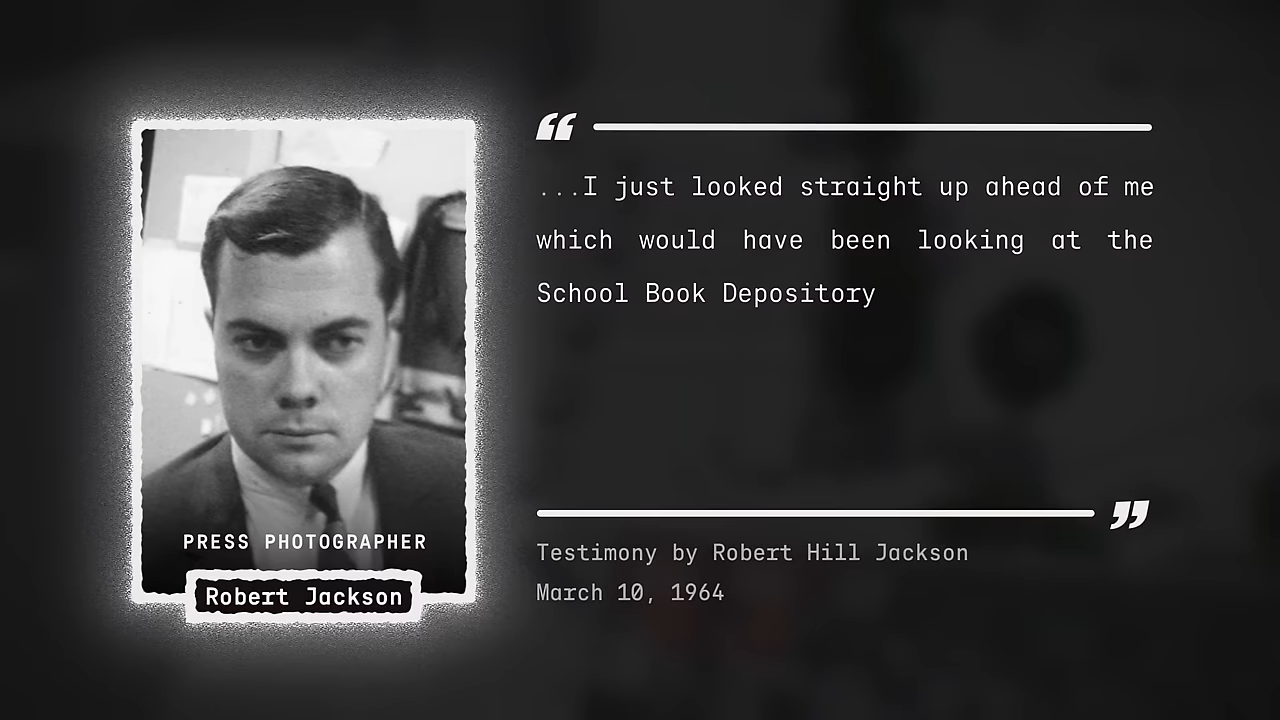 “
...I just looked straight up ahead of me
which would have been looking at the
School Book Depository
”
Testimony by Robert Hill Jackson
March 10, 1964
PRESS PHOTOGRAPHER
Robert Jackson